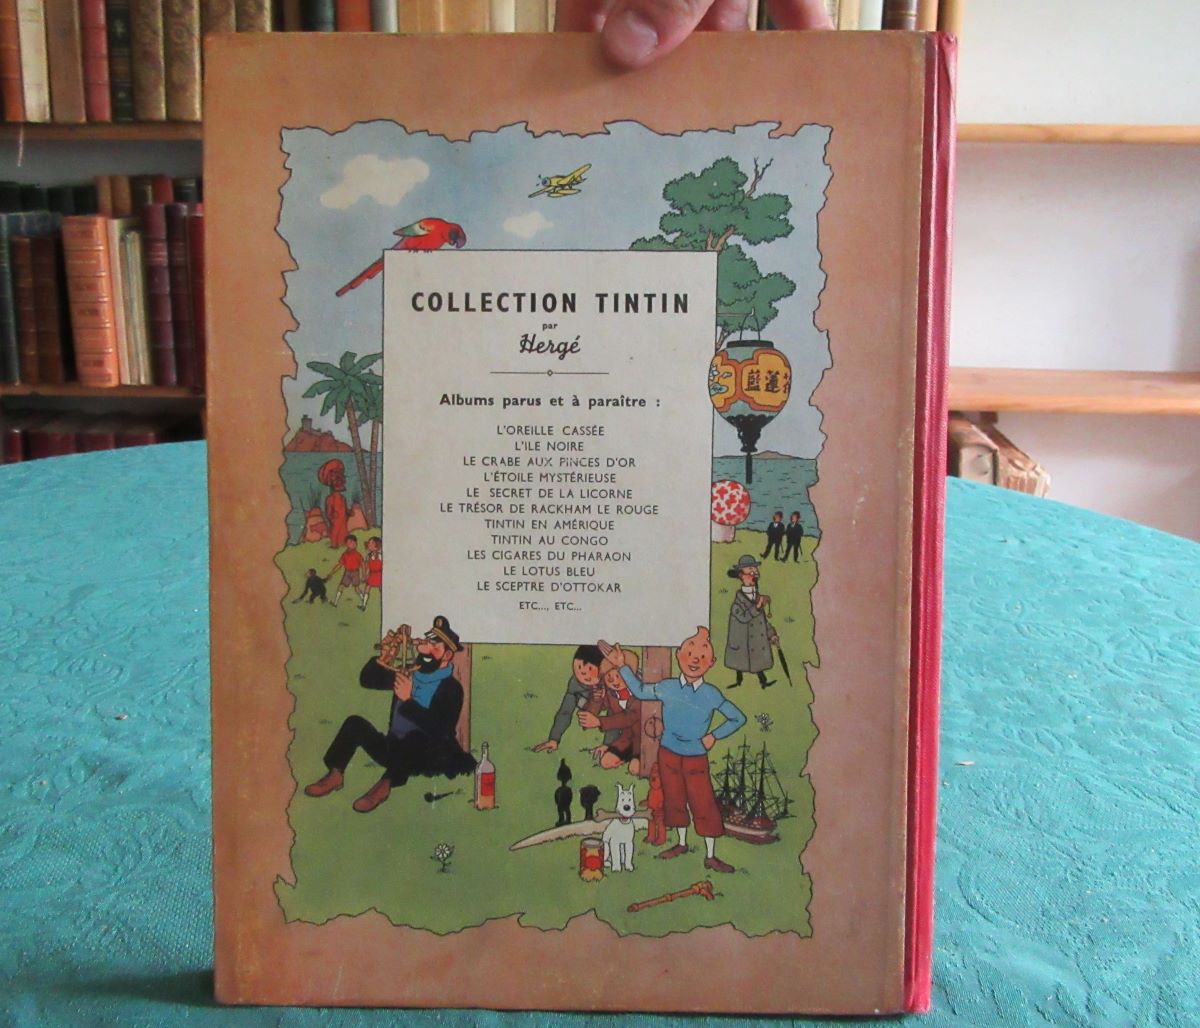 COLLECTION TINTIN
par
Hergé
Albums parus et à paraître :
L'OREILLE CASSÉE
L'ILE NOIRE
LE CRABE AUX PINCES D'OR
L'ÉTOILE MYSTÉRIEUSE
LE SECRET DE LA LICORNE
LE TRÉSOR DE RACKHAM LE ROUGE
TINTIN EN AMÉRIQUE
TINTIN AU CONGO
LES CIGARES DU PHARAON
LE LOTUS BLEU
LE SCEPTRE D'OTTOKAR
ETC..., ETC...